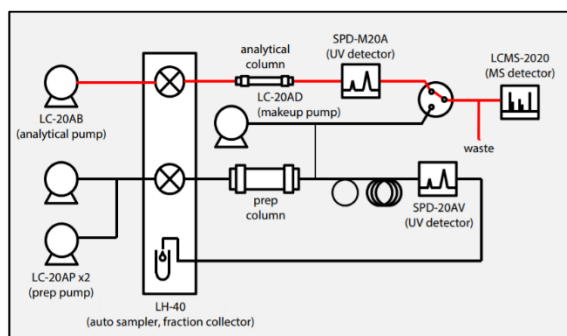 SPD-M20A
(UV detector)
analytical
column
LCMS-2020
(MS detector)
LC-20AB
(analytical pump)
LC-20AD
(makeup pump)
waste
prep
column
SPD-20AV
(UV detector)
LC-20AP x2
(prep pump)
LH-40
(auto sampler, fraction collector)